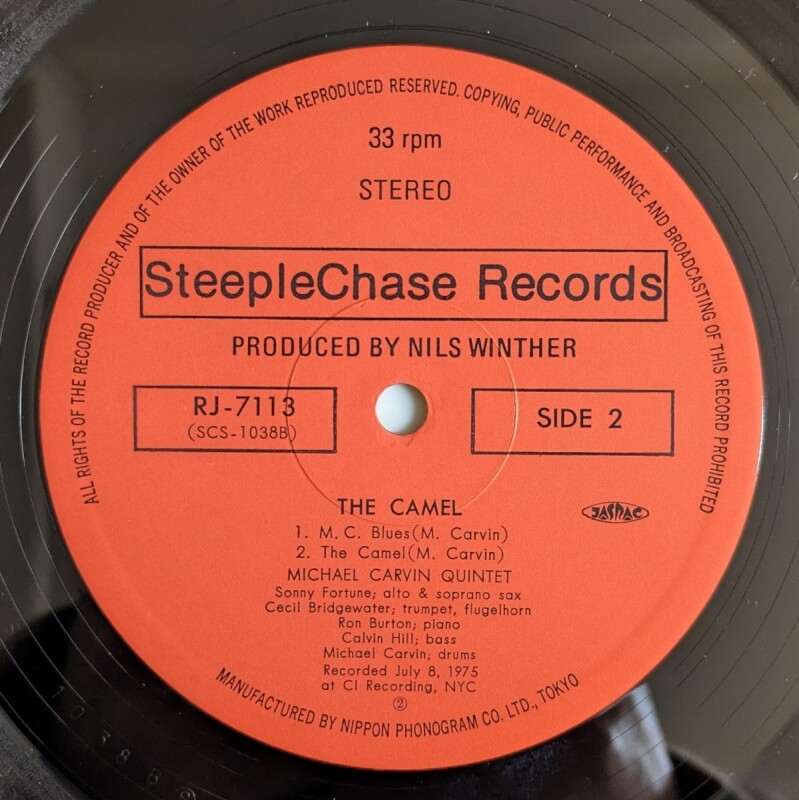 ALL RIGHTS OF THE RECORD PRODUCER AND OF THE OWNER OF THE WORK REPRODUCED RESERVED. COPYING, PUBLIC PERFORMANCE AND BROADCASTING OF THIS RECORD PROHIBITED
33 rpm
STEREO
SteepleChase Records
PRODUCED BY NILS WINTHER
RJ-7113
(SCS-1038B)
SIDE 2
THE CAMEL
JASRAC
1. M. C. Blues(M. Carvin)
2. The Camel(M. Carvin)
MICHAEL CARVIN QUINTET
Sonny Fortune; alto & soprano sax
Cecil Bridgewater; trumpet, flugelhorn
Ron Burton; piano
Calvin Hill; bass
Michael Carvin; drums
Recorded July 8, 1975
at CI Recording, NYC
②
MANUFACTURED BY NIPPON PHONOGRAM CO. LTD., TOKYO